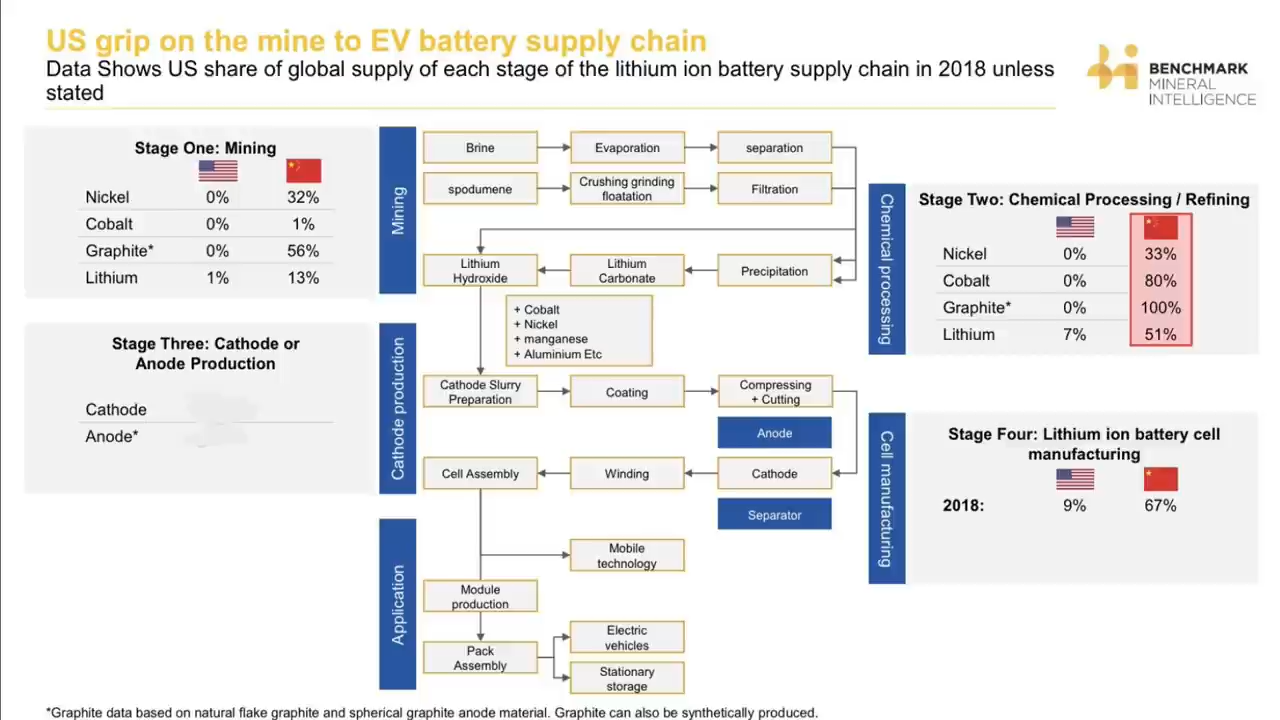 US grip on the mine to EV battery supply chain
Data Shows US share of global supply of each stage of the lithium ion battery supply chain in 2018 unless
stated
BENCHMARK
MINERAL
INTELLIGENCE
Stage One: Mining
Nickel 0% 32%
Cobalt 0% 1%
Graphite* 0% 56%
Lithium 1% 13%
Mining
Brine
Evaporation
separation
spodumene
Crushing grinding
floatation
Filtration
Lithium
Hydroxide
Lithium
Carbonate
Precipitation
Chemical processing
Stage Two: Chemical Processing / Refining
Nickel 0% 33%
Cobalt 0% 80%
Graphite* 0% 100%
Lithium 7% 51%
+ Cobalt
+ Nickel
+ manganese
+ Aluminium Etc
Stage Three: Cathode or
Anode Production
Cathode
Anode*
Cathode production
Cathode Slurry
Preparation
Coating
Compressing
+ Cutting
Anode
Cell Assembly
Winding
Cathode
Separator
Cell manufacturing
Stage Four: Lithium ion battery cell
manufacturing
2018: 9% 67%
Application
Mobile
technology
Module
production
Pack
Assembly
Electric
vehicles
Stationary
storage
*Graphite data based on natural flake graphite and spherical graphite anode material. Graphite can also be synthetically produced.